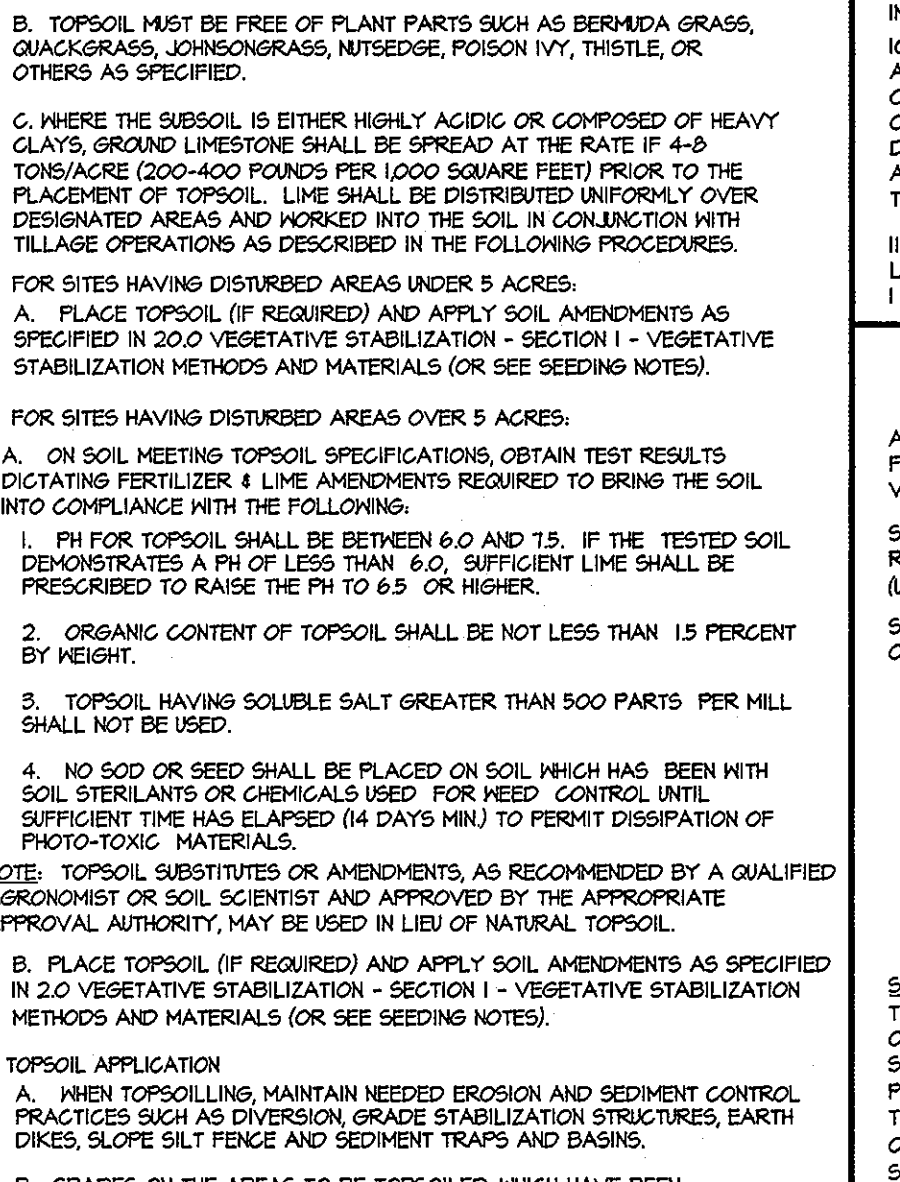 B. TOPSOIL MUST BE FREE OF PLANT PARTS SUCH AS BERMUDA GRASS,
QUACKGRASS, JOHNSONGRASS, NUTSEDGE, POISON IVY, THISTLE, OR
OTHERS AS SPECIFIED.
C. WHERE THE SUBSOIL IS EITHER HIGHLY ACIDIC OR COMPOSED OF HEAVY
CLAYS, GROUND LIMESTONE SHALL BE SPREAD AT THE RATE IF 4-8
TONS/ACRE (200-400 POUNDS PER 1,000 SQUARE FEET) PRIOR TO THE
PLACEMENT OF TOPSOIL. LIME SHALL BE DISTRIBUTED UNIFORMLY OVER
DESIGNATED AREAS AND WORKED INTO THE SOIL IN CONJUNCTION WITH
TILLAGE OPERATIONS AS DESCRIBED IN THE FOLLOWING PROCEDURES.
FOR SITES HAVING DISTURBED AREAS UNDER 5 ACRES:
A. PLACE TOPSOIL (IF REQUIRED) AND APPLY SOIL AMENDMENTS AS
SPECIFIED IN 20.0 VEGETATIVE STABILIZATION - SECTION I - VEGETATIVE
STABILIZATION METHODS AND MATERIALS (OR SEE SEEDING NOTES).
FOR SITES HAVING DISTURBED AREAS OVER 5 ACRES:
A. ON SOIL MEETING TOPSOIL SPECIFICATIONS, OBTAIN TEST RESULTS
DICTATING FERTILIZER & LIME AMENDMENTS REQUIRED TO BRING THE SOIL
INTO COMPLIANCE WITH THE FOLLOWING:
1. PH FOR TOPSOIL SHALL BE BETWEEN 6.0 AND 7.5. IF THE TESTED SOIL
DEMONSTRATES A PH OF LESS THAN 6.0, SUFFICIENT LIME SHALL BE
PRESCRIBED TO RAISE THE PH TO 6.5 OR HIGHER.
2. ORGANIC CONTENT OF TOPSOIL SHALL BE NOT LESS THAN 1.5 PERCENT
BY WEIGHT.
3. TOPSOIL HAVING SOLUBLE SALT GREATER THAN 500 PARTS PER MILL
SHALL NOT BE USED.
4. NO SOD OR SEED SHALL BE PLACED ON SOIL WHICH HAS BEEN WITH
SOIL STERILANTS OR CHEMICALS USED FOR WEED CONTROL UNTIL
SUFFICIENT TIME HAS ELAPSED (14 DAYS MIN.) TO PERMIT DISSIPATION OF
PHOTO-TOXIC MATERIALS.
OTE: TOPSOIL SUBSTITUTES OR AMENDMENTS, AS RECOMMENDED BY A QUALIFIED
GRONOMIST OR SOIL SCIENTIST AND APPROVED BY THE APPROPRIATE
PPROVAL AUTHORITY, MAY BE USED IN LIEU OF NATURAL TOPSOIL.
B. PLACE TOPSOIL (IF REQUIRED) AND APPLY SOIL AMENDMENTS AS SPECIFIED
IN 2.0 VEGETATIVE STABILIZATION - SECTION I - VEGETATIVE STABILIZATION
METHODS AND MATERIALS (OR SEE SEEDING NOTES).
TOPSOIL APPLICATION
A. WHEN TOPSOILLING, MAINTAIN NEEDED EROSION AND SEDIMENT CONTROL
PRACTICES SUCH AS DIVERSION, GRADE STABILIZATION STRUCTURES, EARTH
DIKES, SLOPE SILT FENCE AND SEDIMENT TRAPS AND BASINS.
B. GRADES ON THE AREAS TO BE TOPSOILED, WHICH HAVE BEEN